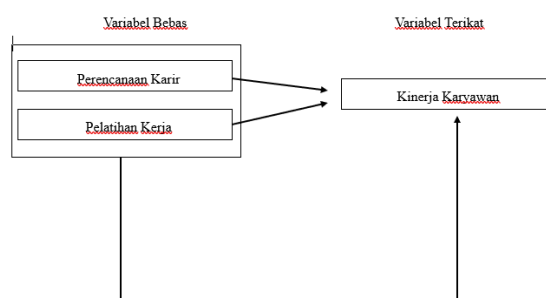 Variabel Bebas
Variabel Terikat
Perencanaan Karir
Kinerja Karyawan
Pelatihan Kerja